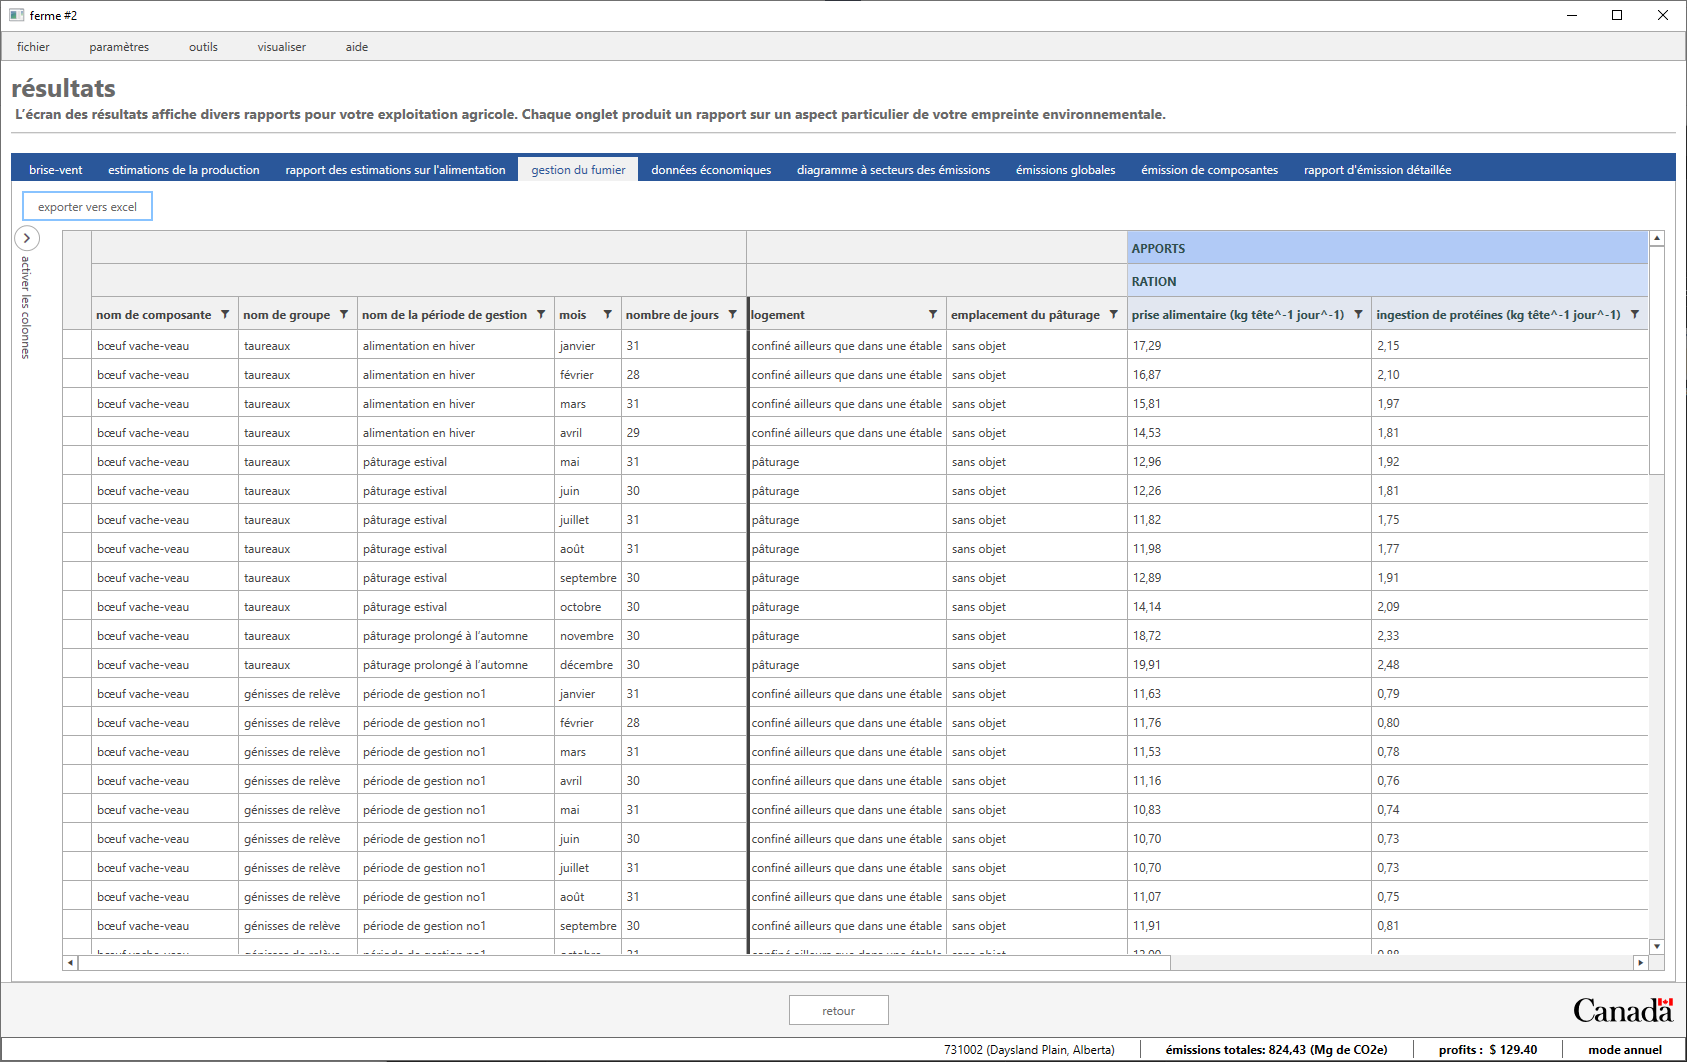 ferme #2
fichier paramètres outils visualiser aide
résultats
L'écran des résultats affiche divers rapports pour votre exploitation agricole. Chaque onglet produit un rapport sur un aspect particulier de votre empreinte environnementale.
brise-vent estimations de la production rapport des estimations sur l'alimentation gestion du fumier données économiques diagramme à secteurs des émissions émissions globales émission de composantes rapport d'émission détaillée
exporter vers excel
activer les colonnes
APPORTS
RATION
nom de composante nom de groupe nom de la période de gestion mois nombre de jours logement emplacement du pâturage prise alimentaire (kg tête^-1 jour^-1) ingestion de protéines (kg tête^-1 jour^-1)
bœuf vache-veau taureaux alimentation en hiver janvier 31 confiné ailleurs que dans une étable sans objet 17,29 2,15
bœuf vache-veau taureaux alimentation en hiver février 28 confiné ailleurs que dans une étable sans objet 16,87 2,10
bœuf vache-veau taureaux alimentation en hiver mars 31 confiné ailleurs que dans une étable sans objet 15,81 1,97
bœuf vache-veau taureaux alimentation en hiver avril 29 confiné ailleurs que dans une étable sans objet 14,53 1,81
bœuf vache-veau taureaux pâturage estival mai 31 pâturage sans objet 12,96 1,92
bœuf vache-veau taureaux pâturage estival juin 30 pâturage sans objet 12,26 1,81
bœuf vache-veau taureaux pâturage estival juillet 31 pâturage sans objet 11,82 1,75
bœuf vache-veau taureaux pâturage estival août 31 pâturage sans objet 11,98 1,77
bœuf vache-veau taureaux pâturage estival septembre 30 pâturage sans objet 12,89 1,91
bœuf vache-veau taureaux pâturage estival octobre 30 pâturage sans objet 14,14 2,09
bœuf vache-veau taureaux pâturage prolongé à l'automne novembre 30 pâturage sans objet 18,72 2,33
bœuf vache-veau taureaux pâturage prolongé à l'automne décembre 30 pâturage sans objet 19,91 2,48
bœuf vache-veau génisses de relève période de gestion no1 janvier 31 confiné ailleurs que dans une étable sans objet 11,63 0,79
bœuf vache-veau génisses de relève période de gestion no1 février 28 confiné ailleurs que dans une étable sans objet 11,76 0,80
bœuf vache-veau génisses de relève période de gestion no1 mars 31 confiné ailleurs que dans une étable sans objet 11,53 0,78
bœuf vache-veau génisses de relève période de gestion no1 avril 30 confiné ailleurs que dans une étable sans objet 11,16 0,76
bœuf vache-veau génisses de relève période de gestion no1 mai 31 confiné ailleurs que dans une étable sans objet 10,83 0,74
bœuf vache-veau génisses de relève période de gestion no1 juin 30 confiné ailleurs que dans une étable sans objet 10,70 0,73
bœuf vache-veau génisses de relève période de gestion no1 juillet 31 confiné ailleurs que dans une étable sans objet 10,70 0,73
bœuf vache-veau génisses de relève période de gestion no1 août 31 confiné ailleurs que dans une étable sans objet 11,07 0,75
bœuf vache-veau génisses de relève période de gestion no1 septembre 30 confiné ailleurs que dans une étable sans objet 11,91 0,81
retour
Canada
731002 (Daysland Plain, Alberta) émissions totales: 824,43 (Mg de CO2e) profits : $ 129.40 mode annuel